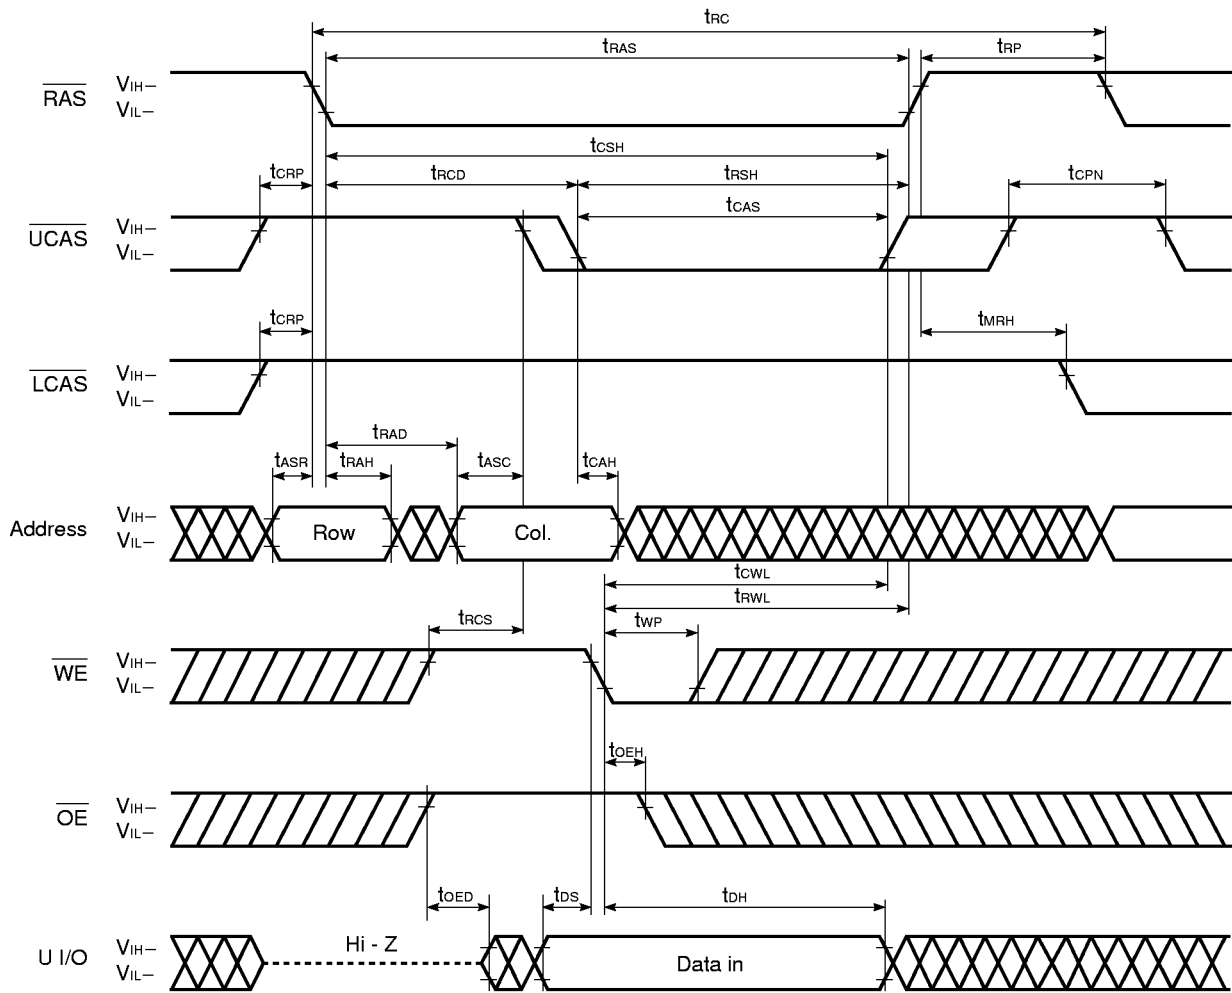 tRC
tRAS tRP
RAS VIH–
VIL–
tCSH
tCRP tRCD tRSH tCPN
tCAS
UCAS VIH–
VIL–
tCRP tMRH
LCAS VIH–
VIL–
tRAD
tASR tRAH tASC tCAH
Address VIH–
VIL–
Row Col.
tCWL
tRWL
tRCS tWP
WE VIH–
VIL–
tOEH
OE VIH–
VIL–
tOED tDS tDH
U I/O VIH–
VIL–
Hi - Z
Data in